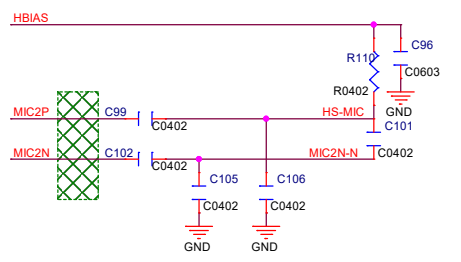 HBIAS
C96
R110
C0603
R0402
GND
MIC2P
C99
C0402
HS-MIC
C101
MIC2N
C102
C0402
MIC2N-N
C0402
C105
C106
C0402
C0402
GND
GND